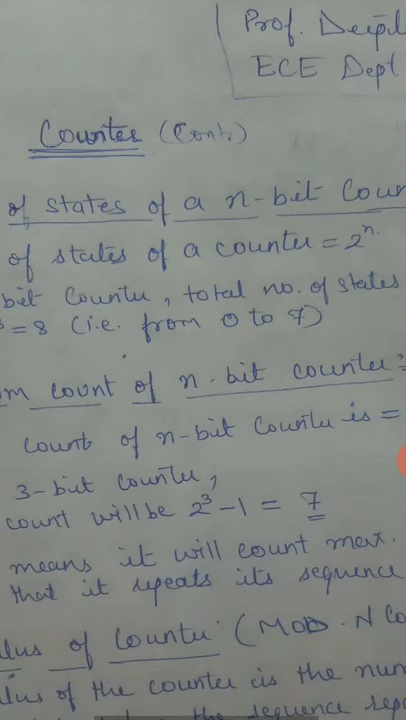 Prof. Deepak
ECE Dept
Counter (Cont.)
of states of a n-bit Coun
of states of a counter = 2^n.
bit Counter, total no. of states
= 8 (i.e. from 0 to 7)
m count of n-bit counter:
count of n-bit Counter is =
3-bit Counter,
count will be 2^3 - 1 = 7
means it will count max.
that it repeats its sequence
lus of Counter (MOD-N Co
lus of the counter is the num
the sequence rep